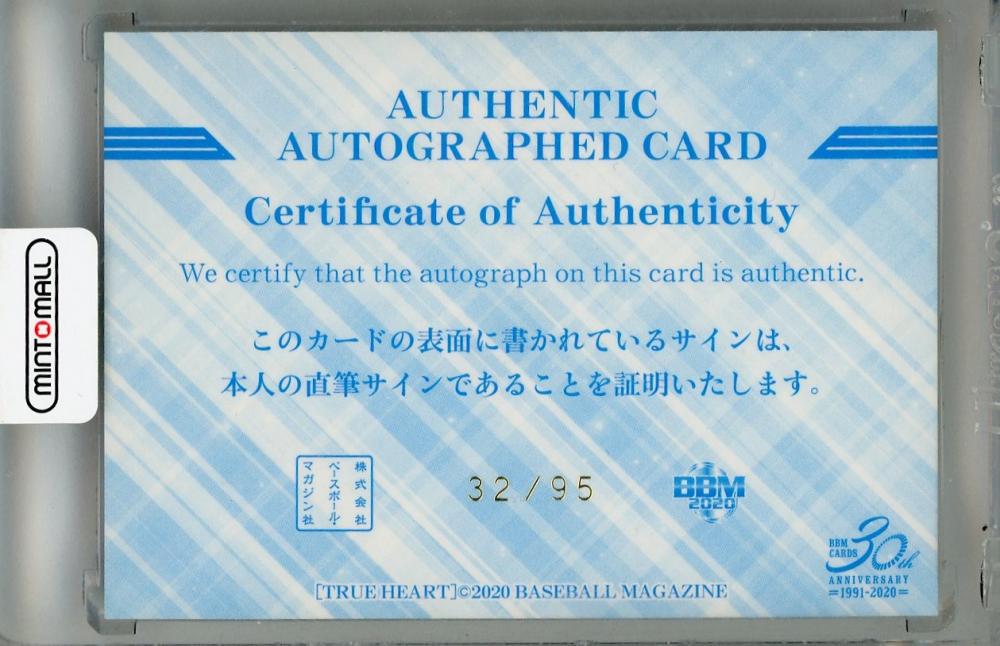 AUTHENTIC
AUTOGRAPHED CARD
Certificate of Authenticity
We certify that the autograph on this card is authentic.
このカードの表面に書かれているサインは、
本人の直筆サインであることを証明いたします。
MINTMALL
株式会社
ベースボール・
マガジン社
32/95
BBM
2020
BBM
CARDS
30th
ANNIVERSARY
=1991-2020=
[TRUE HEART]©2020 BASEBALL MAGAZINE